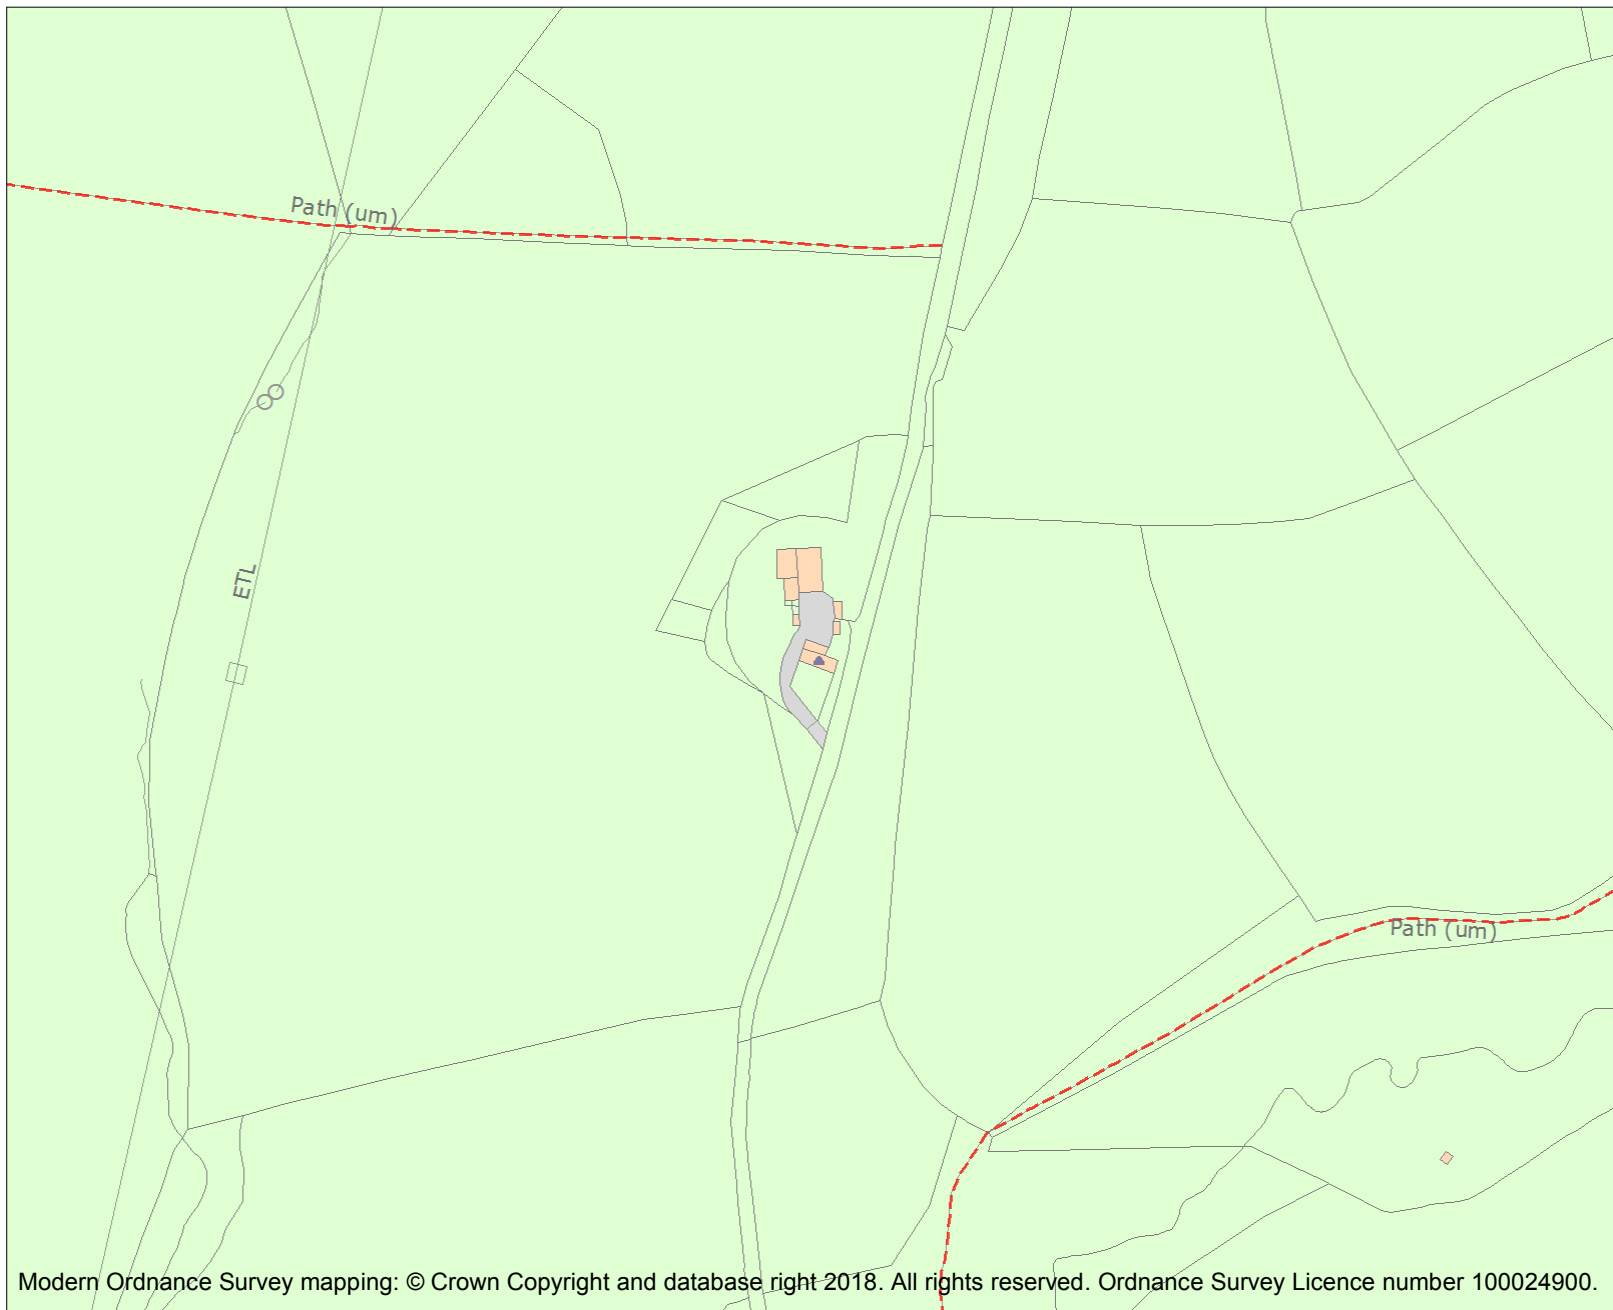 Path (um)
ETL
Path (um)
Modern Ordnance Survey mapping: © Crown Copyright and database right 2018. All rights reserved. Ordnance Survey Licence number 100024900.